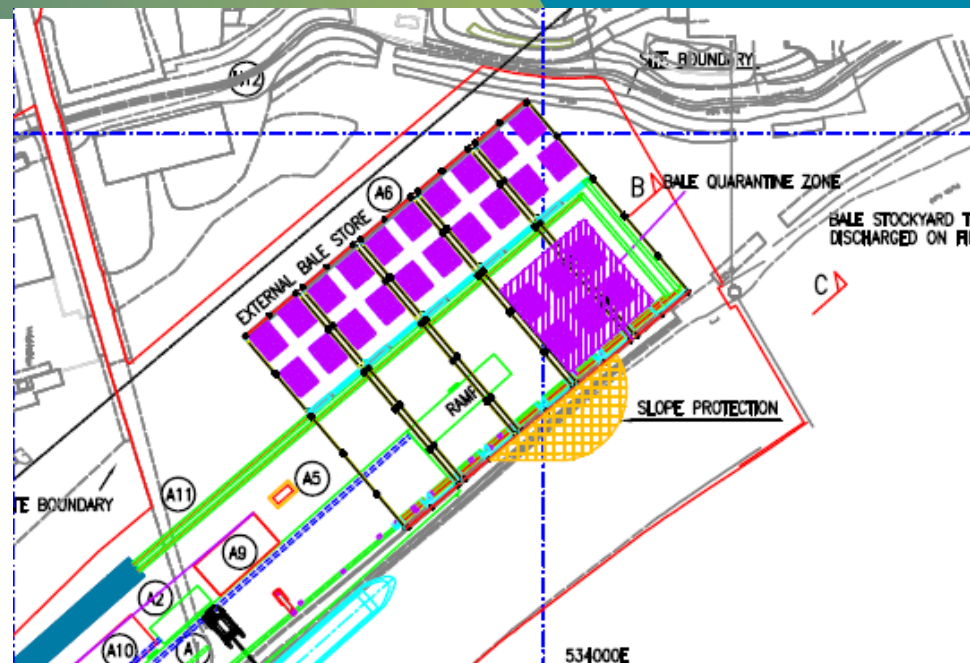 SITE BOUNDARY
A6
B
BALE QUARANTINE ZONE
EXTERNAL BALE STORE
BALE STOCKYARD T
DISCHARGED ON FI
C
RAMP
SLOPE PROTECTION
A5
A11
TE BOUNDARY
A9
A2
A10
534000E